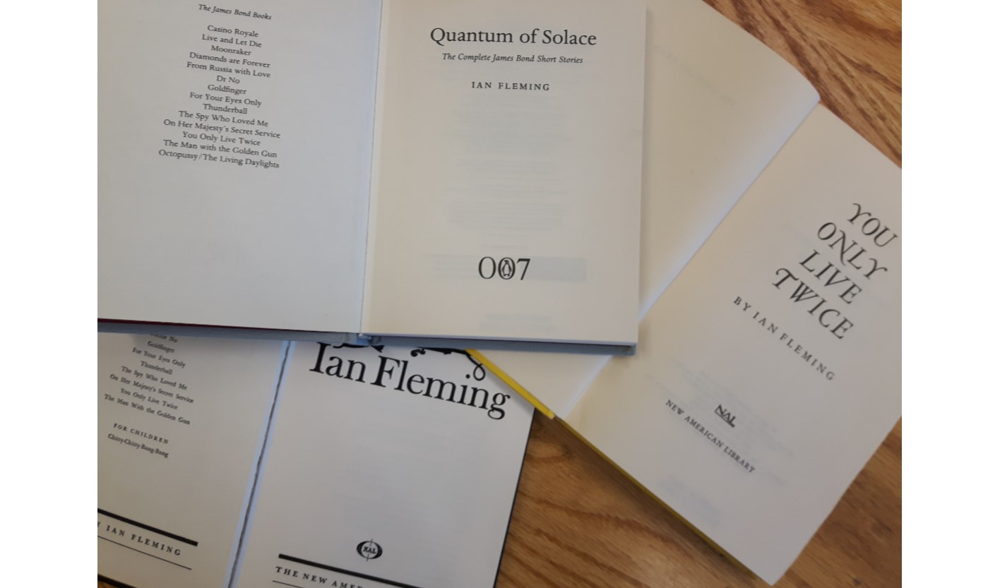 The James Bond Books
Casino Royale
Live and Let Die
Moonraker
Diamonds are Forever
From Russia with Love
Dr No
Goldfinger
For Your Eyes Only
Thunderball
The Spy Who Loved Me
On Her Majesty's Secret Service
You Only Live Twice
The Man with the Golden Gun
Octopussy/The Living Daylights
Quantum of Solace
The Complete James Bond Short Stories
IAN FLEMING
007
YOU
ONLY
LIVE
TWICE
BY IAN FLEMING
NAL
NEW AMERICAN LIBRARY
No
Goldfinger
For Your Eyes Only
Thunderball
The Spy Who Loved Me
On Her Majesty's Secret Service
You Only Live Twice
The Man With the Golden Gun
FOR CHILDREN
Chitty-Chitty-Bang-Bang
IAN FLEMING
Ian Fleming
NAL
THE NEW AME